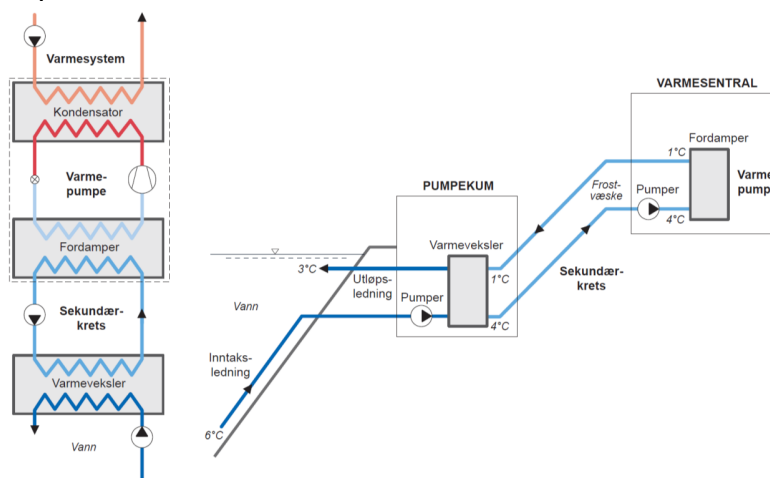 Varmesystem
Kondensator
Varme-
pumpe
Fordamper
Sekundær-
krets
Varmeveksler
Vann
3°C
Vann
Inntaks-
ledning
6°C
PUMPEKUM
Varmeveksler
Utløps-
ledning
Pumper
1°C
4°C
Frost-
væske
Sekundær-
krets
VARMESENTRAL
Fordamper
1°C
Pumper
4°C
Varme
pump